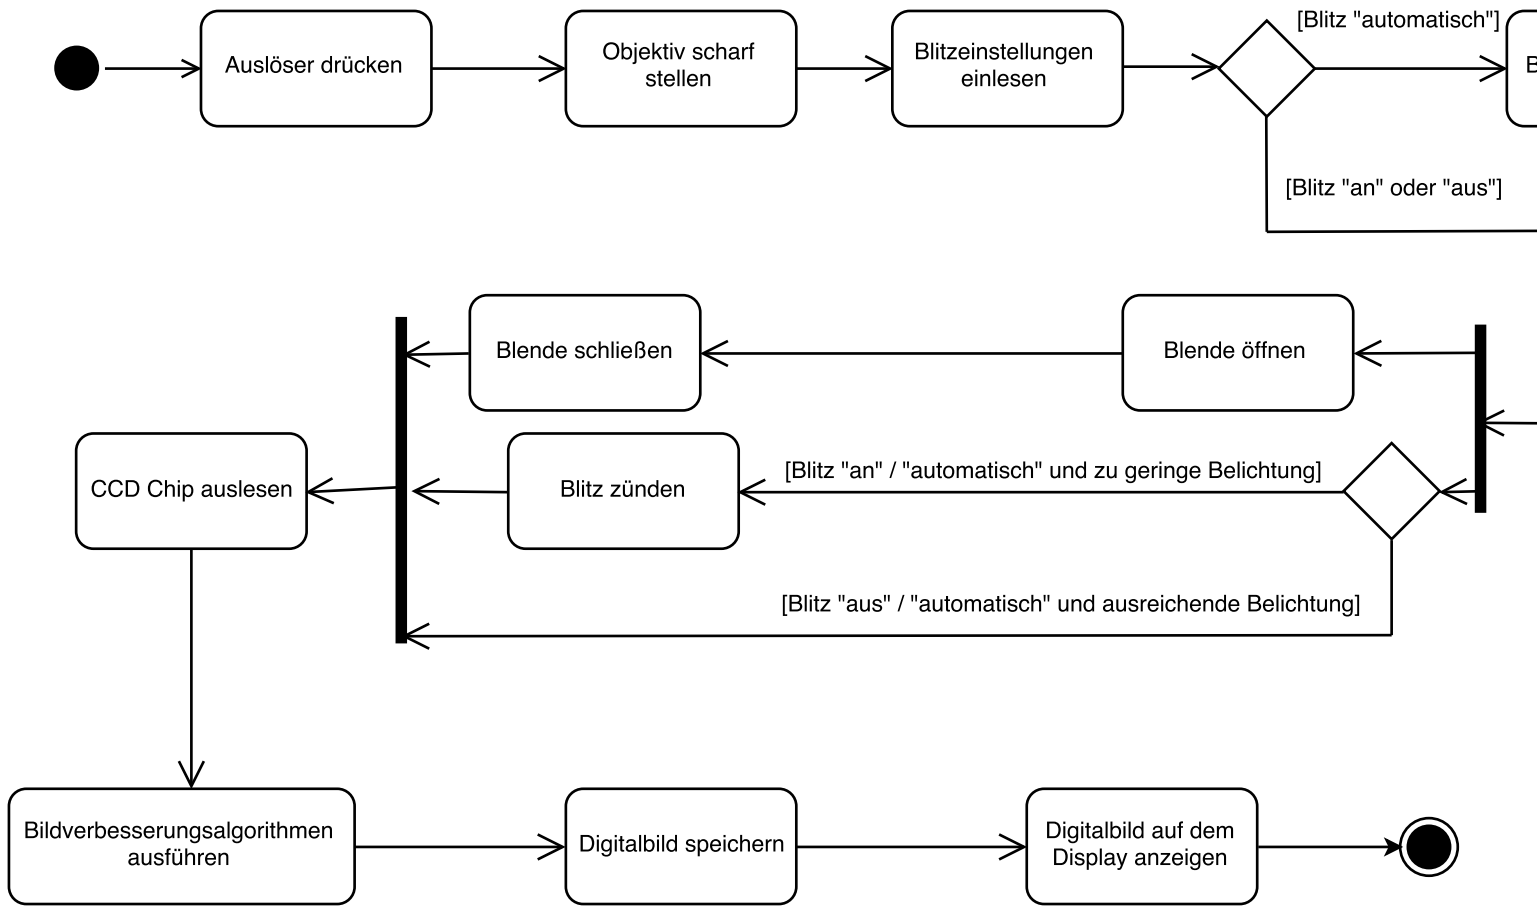 [Blitz "automatisch"]
Auslöser drücken
Objektiv scharf
stellen
Blitzeinstellungen
einlesen
[Blitz "an" oder "aus"]
Blende schließen
Blende öffnen
CCD Chip auslesen
Blitz zünden
[Blitz "an" / "automatisch" und zu geringe Belichtung]
[Blitz "aus" / "automatisch" und ausreichende Belichtung]
Bildverbesserungsalgorithmen
ausführen
Digitalbild speichern
Digitalbild auf dem
Display anzeigen